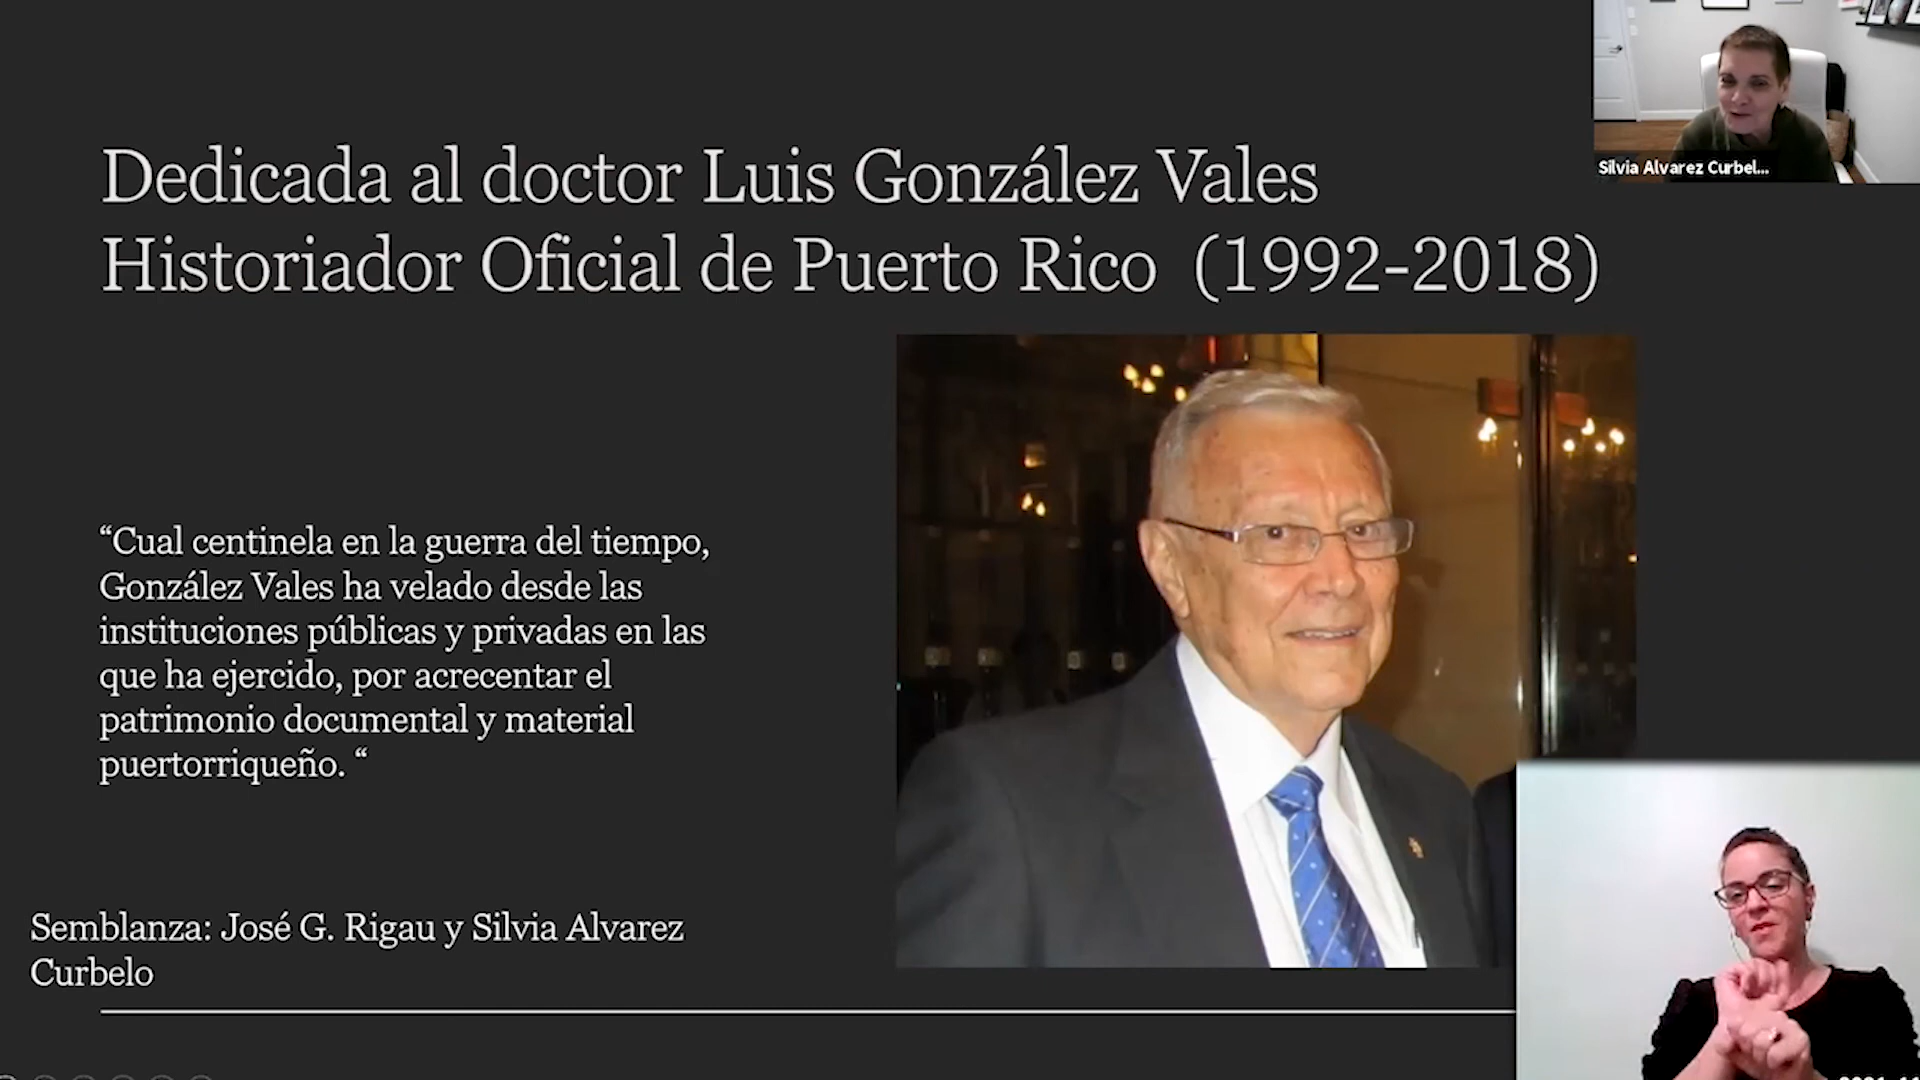 Dedicada al doctor Luis González Vales
Historiador Oficial de Puerto Rico (1992-2018)
Silvia Alvarez Curbel...
“Cual centinela en la guerra del tiempo,
González Vales ha velado desde las
instituciones públicas y privadas en las
que ha ejercido, por acrecentar el
patrimonio documental y material
puertorriqueño. “
Semblanza: José G. Rigau y Silvia Alvarez
Curbelo